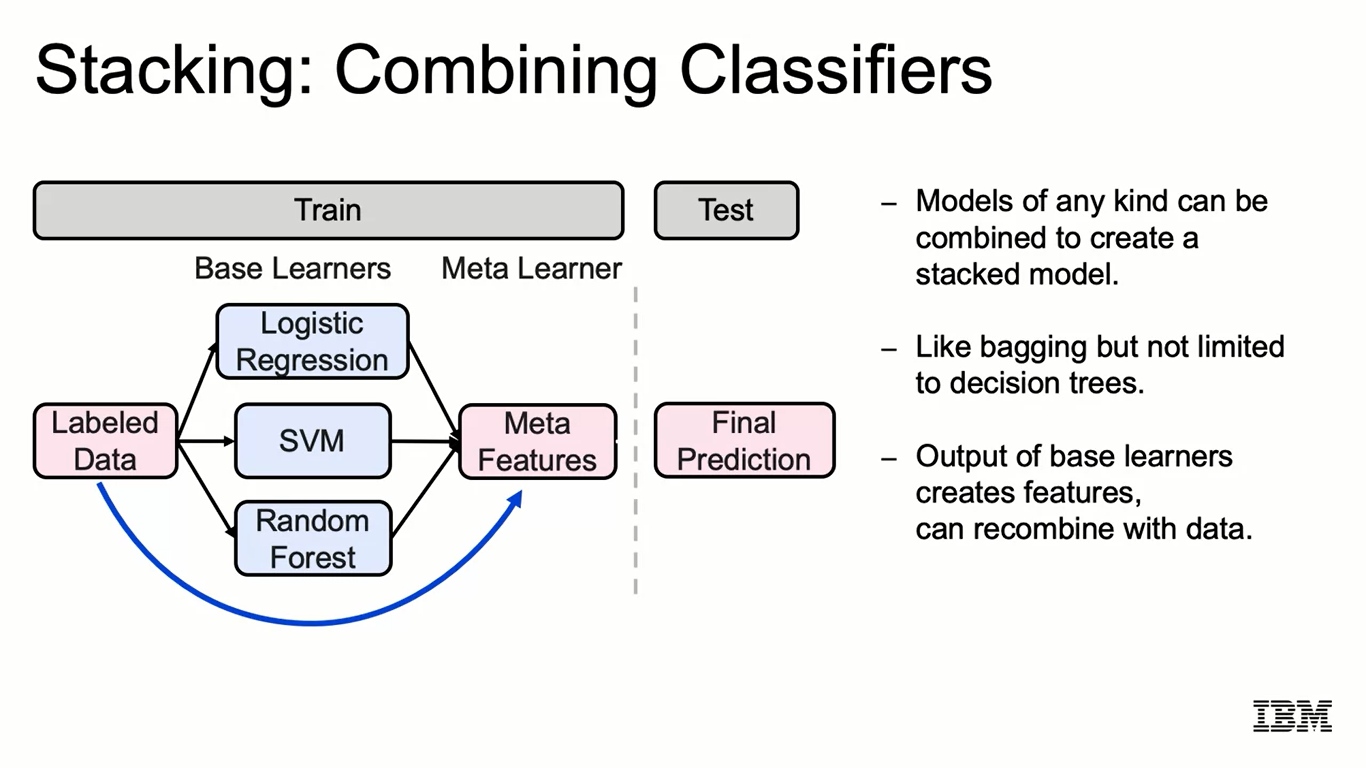 Stacking: Combining Classifiers
Train
Test
Base Learners
Meta Learner
Logistic
Regression
Labeled
Data
SVM
Random
Forest
Meta
Features
Final
Prediction
– Models of any kind can be
combined to create a
stacked model.
– Like bagging but not limited
to decision trees.
– Output of base learners
creates features,
can recombine with data.
IBM